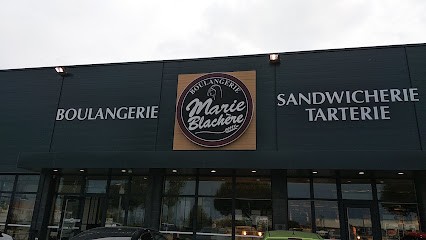 BOULANGERIE
BOULANGERIE
Marie
Blachère
SANDWICHERIE
TARTERIE